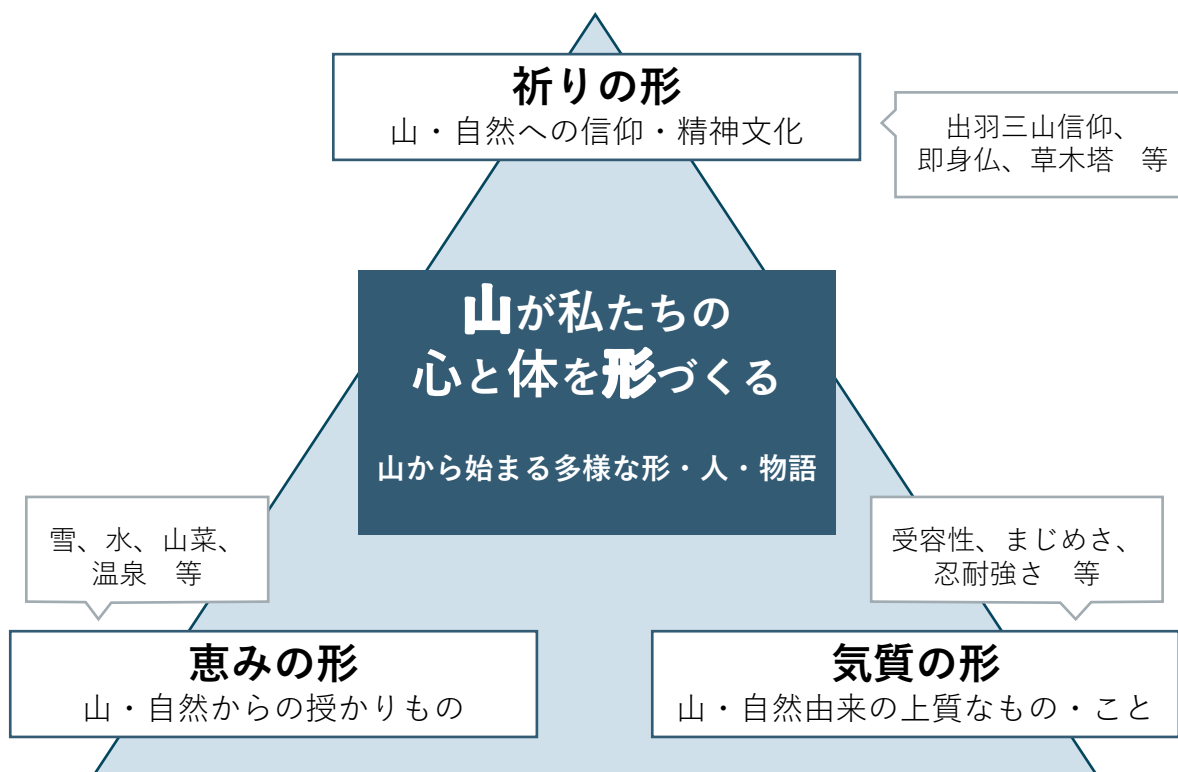 祈りの形
山・自然への信仰・精神文化
出羽三山信仰、
即身仏、草木塔　等
山が私たちの
心と体を形づくる
山から始まる多様な形・人・物語
雪、水、山菜、
温泉　等
受容性、まじめさ、
忍耐強さ　等
恵みの形
山・自然からの授かりもの
気質の形
山・自然由来の上質なもの・こと